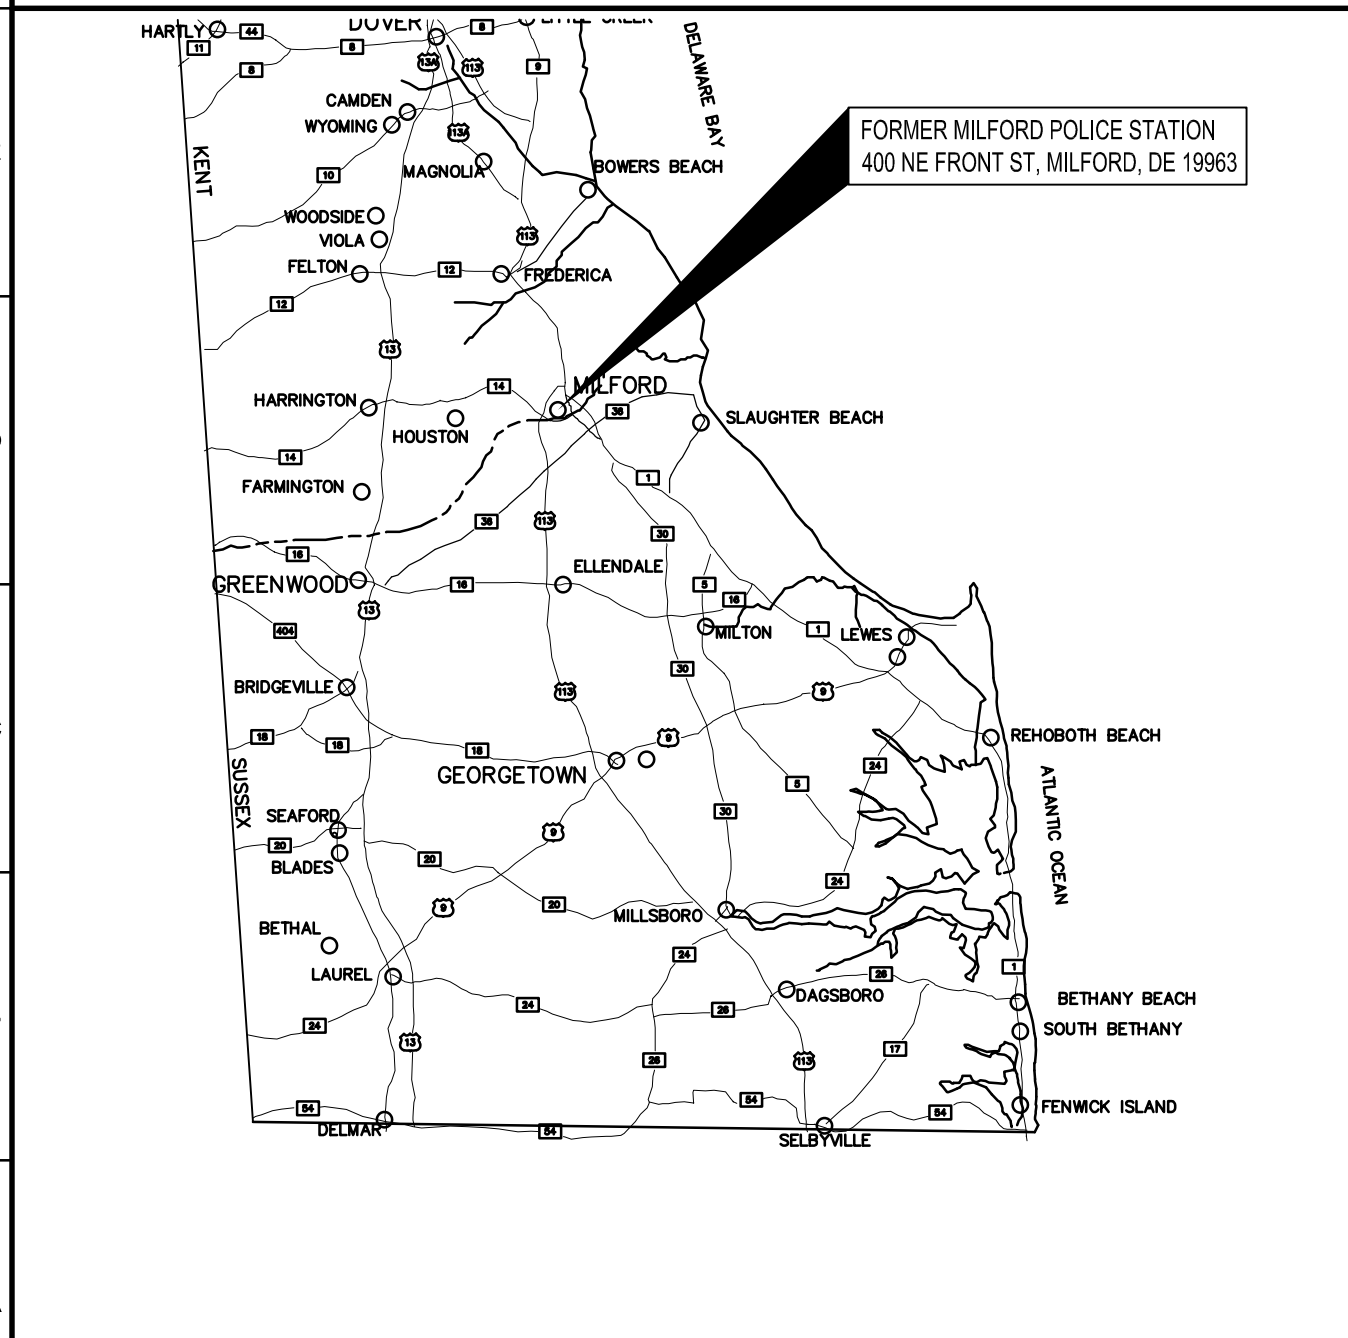 HARTLY
44
DOVER
8
LITTLE CREEK
11
8
8
13A
113
9
DELAWARE BAY
CAMDEN
WYOMING
113A
FORMER MILFORD POLICE STATION
400 NE FRONT ST, MILFORD, DE 19963
KENT
10
MAGNOLIA
BOWERS BEACH
WOODSIDE
VIOLA
113
FELTON
12
FREDERICA
12
13
HARRINGTON
14
MILFORD
36
HOUSTON
SLAUGHTER BEACH
14
FARMINGTON
1
36
113
30
16
GREENWOOD
16
ELLENDALE
5
16
13
404
MILTON
1
LEWES
BRIDGEVILLE
30
113
9
18
18
18
9
REHOBOTH BEACH
GEORGETOWN
24
SUSSEX
5
ATLANTIC OCEAN
SEAFORD
30
9
20
BLADES
20
24
9
20
MILLSBORO
BETHAL
LAUREL
24
26
1
DAGSBORO
BETHANY BEACH
24
26
24
SOUTH BETHANY
13
26
113
17
54
54
54
FENWICK ISLAND
DELMAR
54
SELBYVILLE